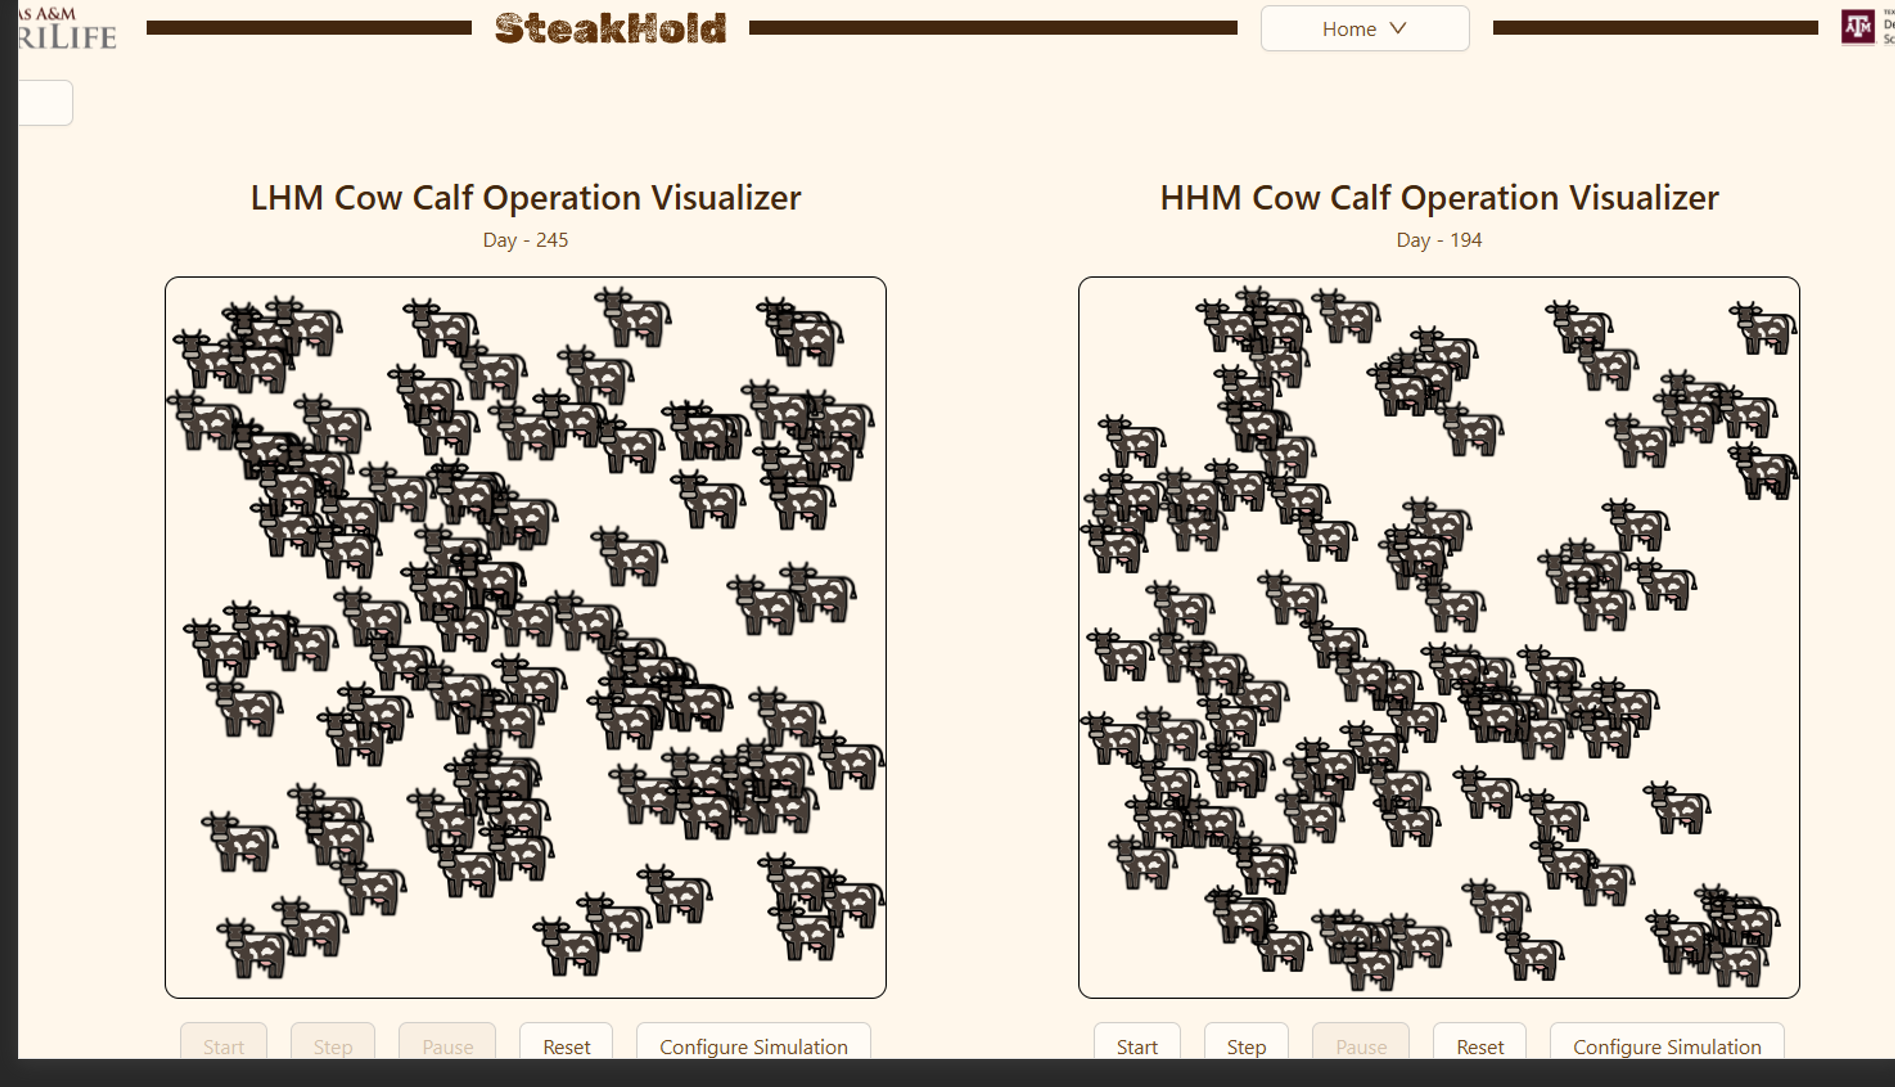 AS A&M
RILIFE
SteakHold
Home
LHM Cow Calf Operation Visualizer
Day - 245
Start
Step
Pause
Reset
Configure Simulation
HHM Cow Calf Operation Visualizer
Day - 194
Start
Step
Pause
Reset
Configure Simulation